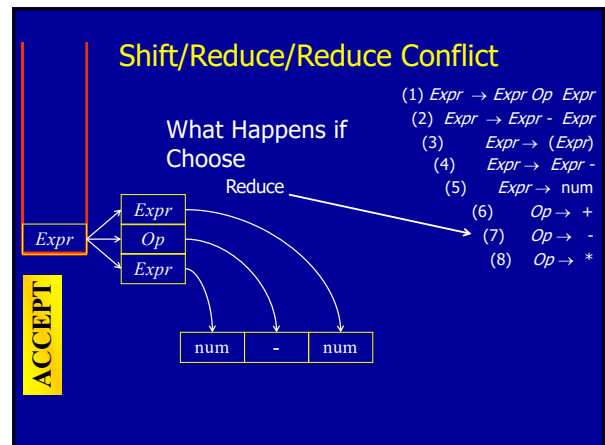 Shift/Reduce/Reduce Conflict
What Happens if
Choose
Reduce
(1) Expr → Expr Op Expr
(2) Expr → Expr - Expr
(3) Expr → (Expr)
(4) Expr → Expr -
(5) Expr → num
(6) Op → +
(7) Op → -
(8) Op → *
Expr
Expr
Op
Expr
ACCEPT
num - num